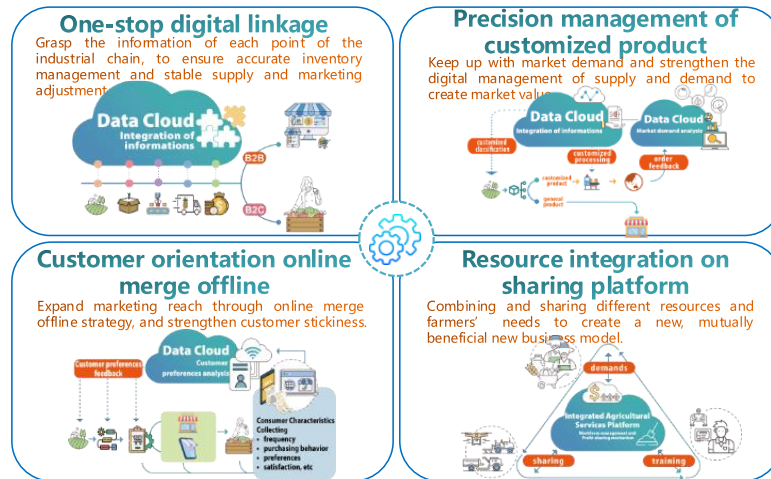 One-stop digital linkage
Grasp the information of each point of the
industrial chain, to ensure accurate inventory
management and stable supply and marketing
adjustment
Data Cloud
Integration of
informations
B2B
B2C
Precision management of
customized product
Keep up with market demand and strengthen the
digital management of supply and demand to
create market value
Data Cloud
Integration of informations
Data Cloud
Market demand analysis
customized
classification
customized
processing
order
feedback
customized
product
general
product
Customer orientation online
merge offline
Expand marketing reach through online merge
offline strategy, and strengthen customer stickiness.
Data Cloud
Customer
preferences analysis
Customer preferences
feedback
Consumer Characteristics
Collecting
• frequency
• purchasing behavior
• preferences
• satisfaction, etc
Resource integration on
sharing platform
Combining and sharing different resources and
farmers' needs to create a new, mutually
beneficial new business model.
demands
Integrated Agricultural
Services Platform
Workforce management and
Profit sharing mechanism
sharing
training